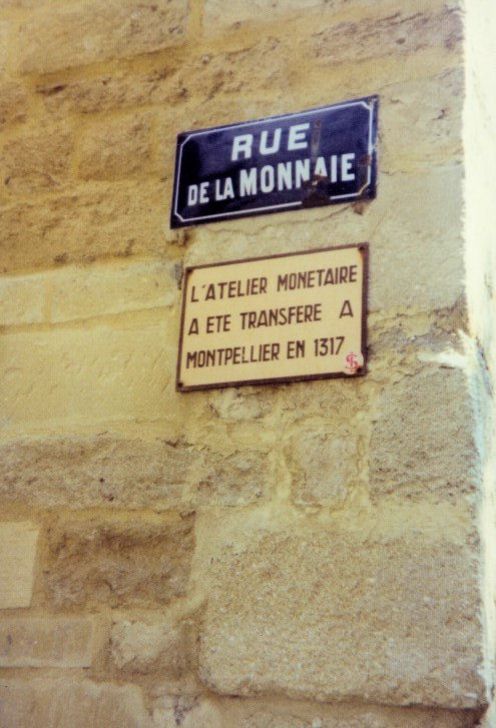 RUE
DE LA MONNAIE
L'ATELIER MONETAIRE
A ETE TRANSFERE A
MONTPELLIER EN 1317